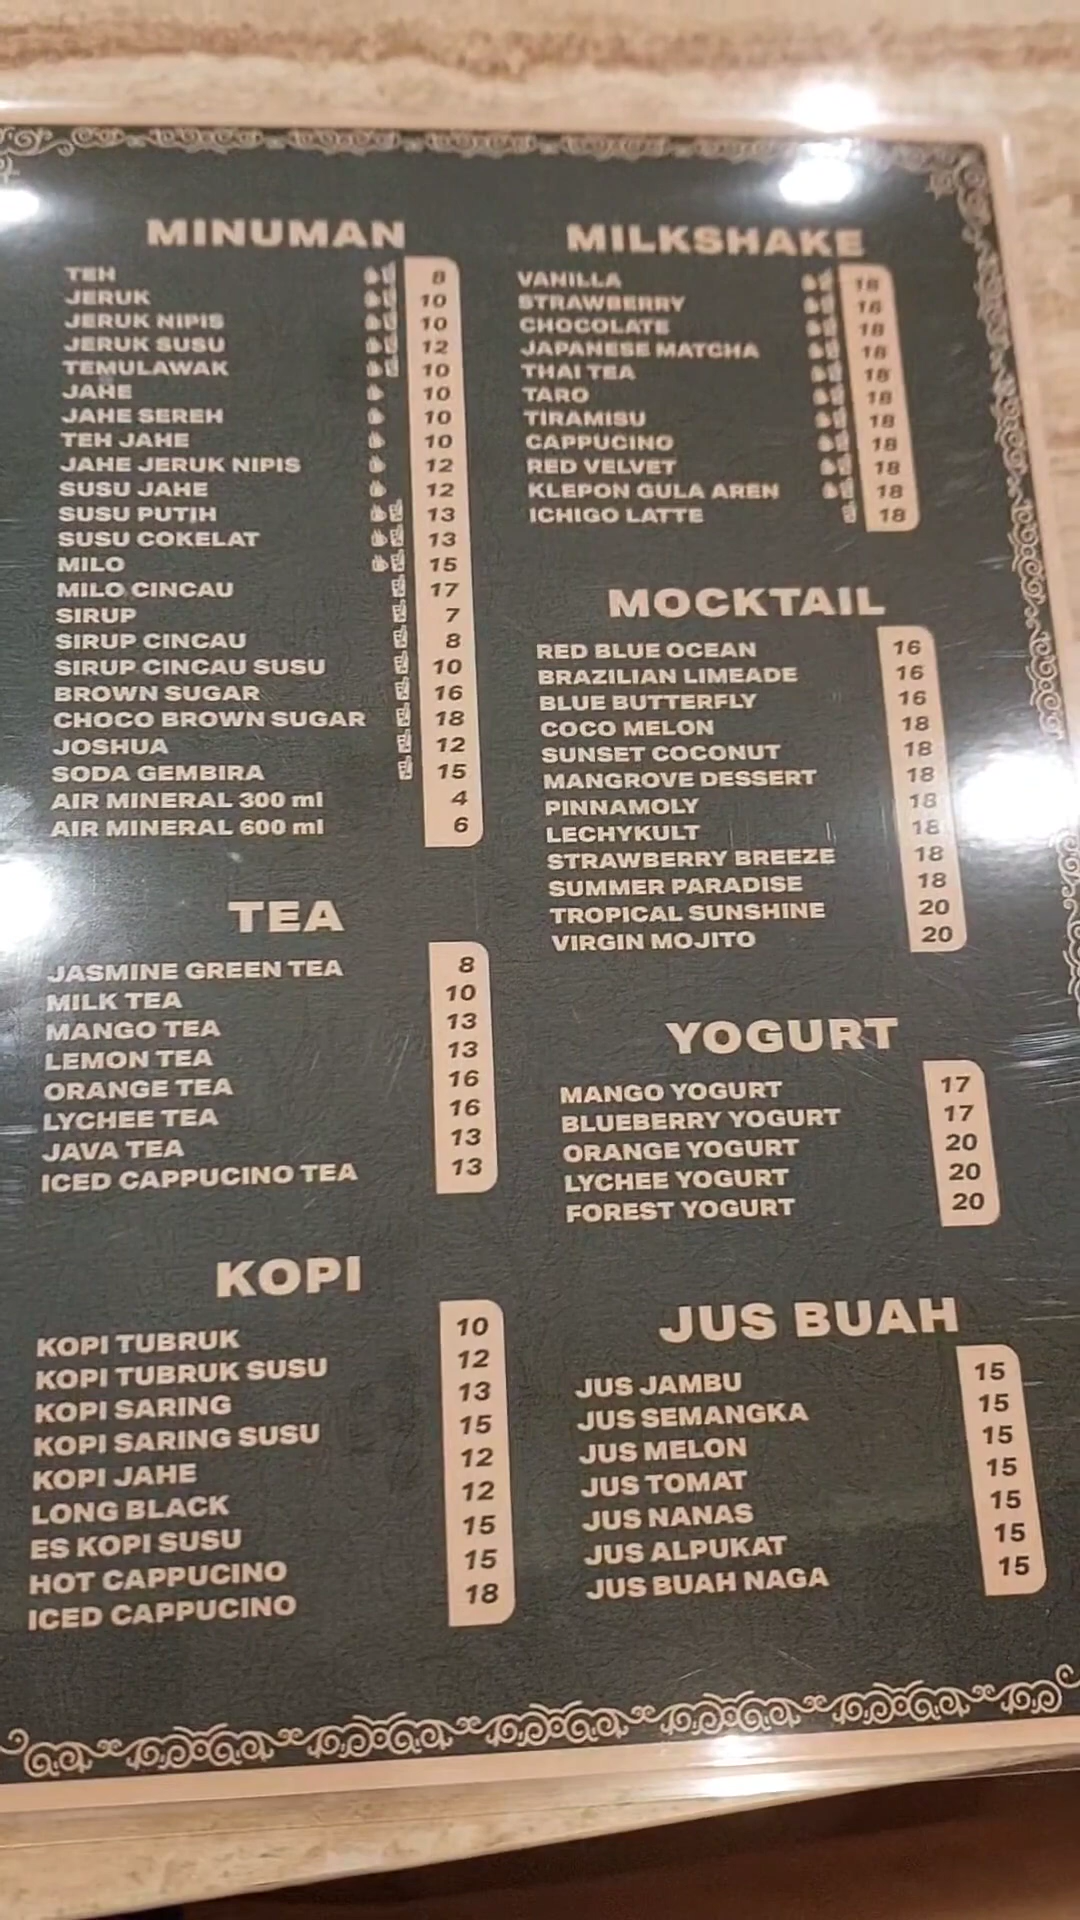 MINUMAN
TEH 8
JERUK 10
JERUK NIPIS 10
JERUK SUSU 12
TEMULAWAK 10
JAHE 10
JAHE SEREH 10
TEH JAHE 10
JAHE JERUK NIPIS 12
SUSU JAHE 12
SUSU PUTIH 13
SUSU COKELAT 13
MILO 15
MILO CINCAU 17
SIRUP 7
SIRUP CINCAU 8
SIRUP CINCAU SUSU 10
BROWN SUGAR 16
CHOCO BROWN SUGAR 18
JOSHUA 12
SODA GEMBIRA 15
AIR MINERAL 300 ml 4
AIR MINERAL 600 ml 6
TEA
JASMINE GREEN TEA 8
MILK TEA 10
MANGO TEA 13
LEMON TEA 13
ORANGE TEA 16
LYCHEE TEA 16
JAVA TEA 13
ICED CAPPUCINO TEA 13
KOPI
KOPI TUBRUK 10
KOPI TUBRUK SUSU 12
KOPI SARING 13
KOPI SARING SUSU 15
KOPI JAHE 12
LONG BLACK 12
ES KOPI SUSU 15
HOT CAPPUCINO 15
ICED CAPPUCINO 18
MILKSHAKE
VANILLA
STRAWBERRY
CHOCOLATE 18
JAPANESE MATCHA 18
THAI TEA 18
TARO 18
TIRAMISU 18
CAPPUCINO 18
RED VELVET 18
KLEPON GULA AREN 18
ICHIGO LATTE 18
MOCKTAIL
RED BLUE OCEAN 16
BRAZILIAN LIMEADE 16
BLUE BUTTERFLY 16
COCO MELON 18
SUNSET COCONUT 18
MANGROVE DESSERT 18
PINNAMOLY 18
LECHYKULT 18
STRAWBERRY BREEZE 18
SUMMER PARADISE 18
TROPICAL SUNSHINE 20
VIRGIN MOJITO 20
YOGURT
MANGO YOGURT 17
BLUEBERRY YOGURT 17
ORANGE YOGURT 20
LYCHEE YOGURT 20
FOREST YOGURT 20
JUS BUAH
JUS JAMBU 15
JUS SEMANGKA 15
JUS MELON 15
JUS TOMAT 15
JUS NANAS 15
JUS ALPUKAT 15
JUS BUAH NAGA 15